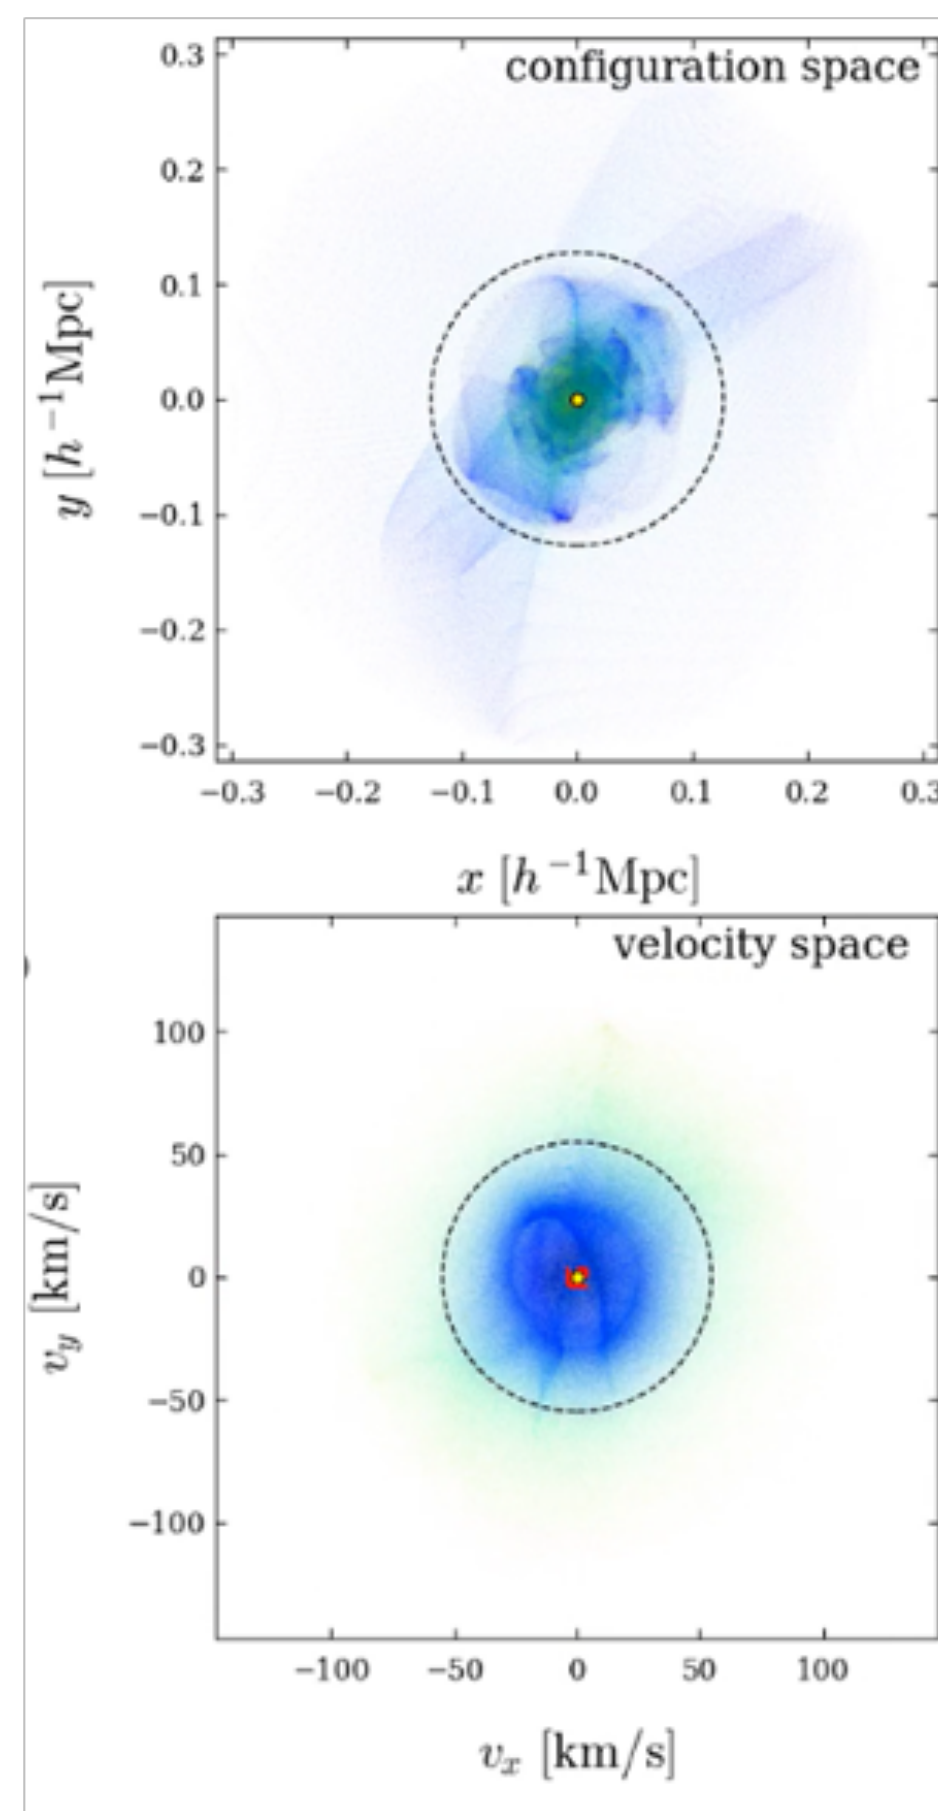 configuration space
0.3
0.2
0.1
0.0
−0.1
−0.2
−0.3
y [h⁻¹Mpc]
−0.3 −0.2 −0.1 0.0 0.1 0.2 0.3
x [h⁻¹Mpc]
velocity space
100
50
0
−50
−100
v_y [km/s]
−100 −50 0 50 100
v_x [km/s]